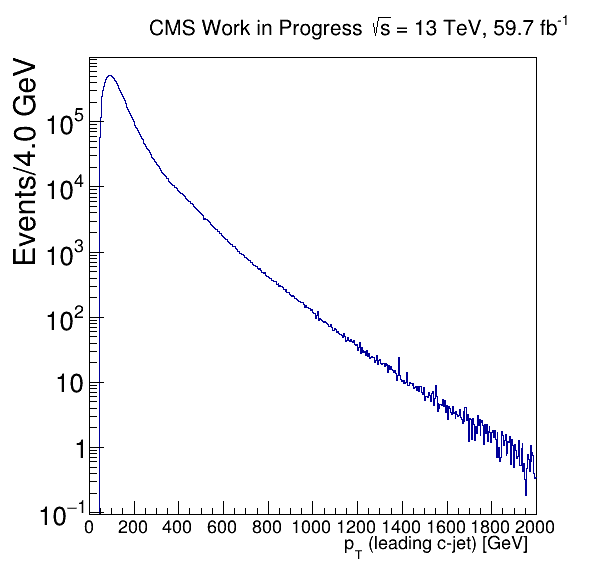 CMS Work in Progress √s = 13 TeV, 59.7 fb⁻¹
Events/4.0 GeV
10⁵
10⁴
10³
10²
10
1
10⁻¹
0 200 400 600 800 1000 1200 1400 1600 1800 2000
p_T (leading c-jet) [GeV]